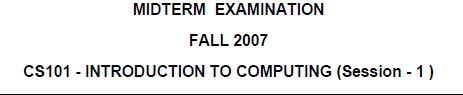 MIDTERM  EXAMINATION
FALL 2007
CS101 - INTRODUCTION TO COMPUTING (Session - 1 )